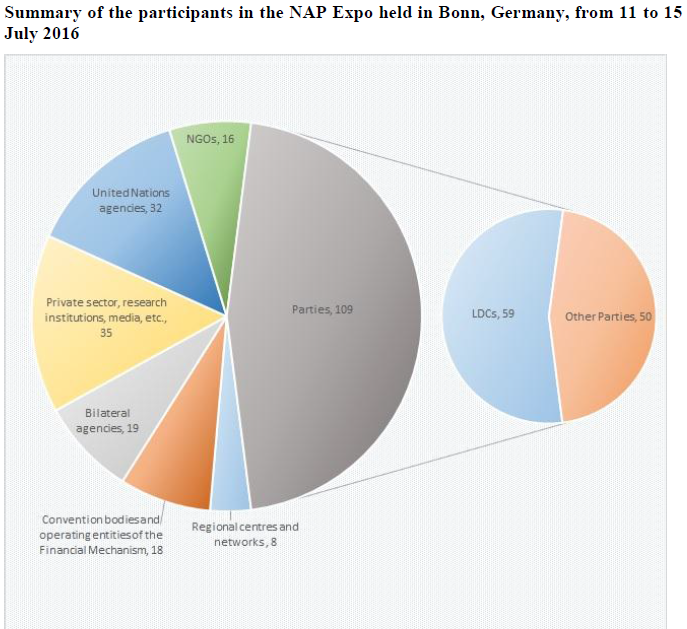 Summary of the participants in the NAP Expo held in Bonn, Germany, from 11 to 15
July 2016
NGOs, 16
United Nations
agencies, 32
Private sector, research
institutions, media, etc.,
35
Bilateral
agencies, 19
Convention bodies and
operating entities of the
Financial Mechanism, 18
Regional centres and
networks, 8
Parties, 109
LDCs, 59
Other Parties, 50